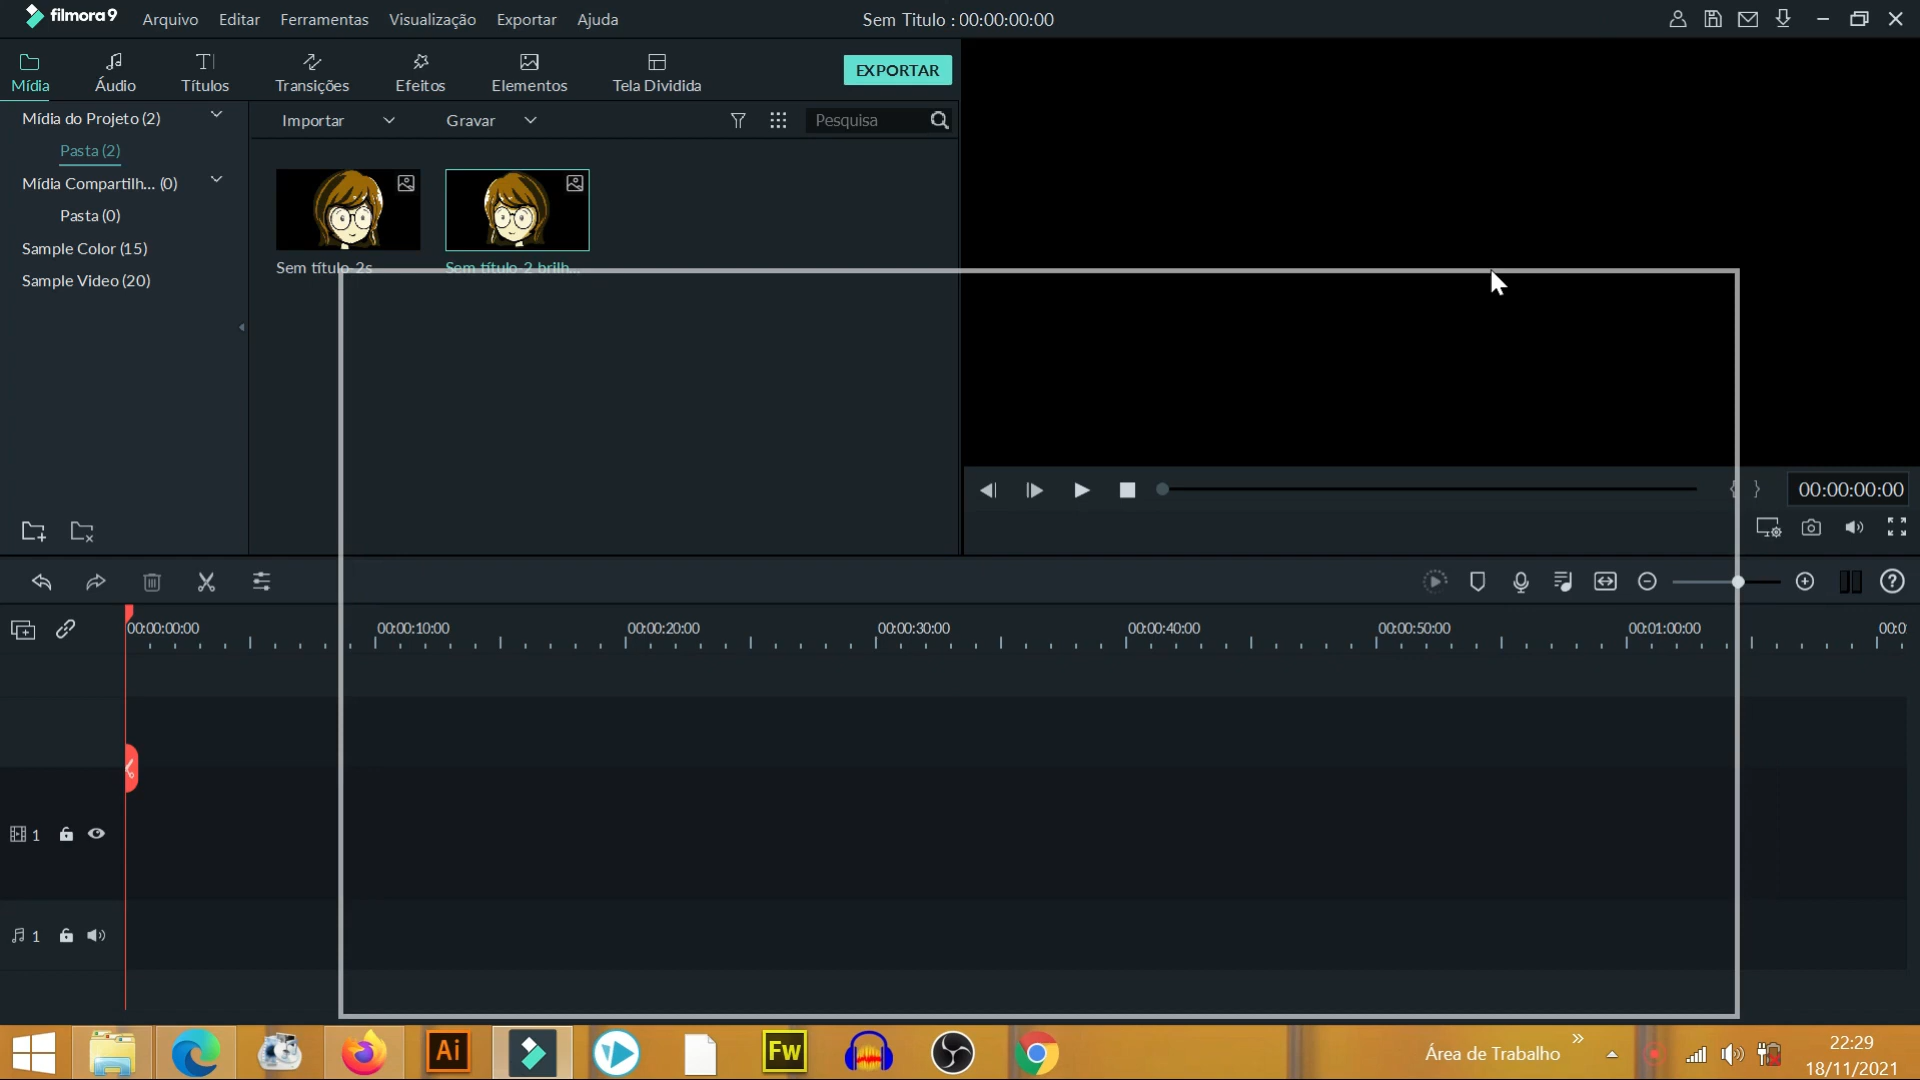 filmora9 Arquivo Editar Ferramentas Visualização Exportar Ajuda Sem Titulo : 00:00:00:00
Mídia Áudio Títulos Transições Efeitos Elementos Tela Dividida EXPORTAR
Mídia do Projeto (2) Importar Gravar Pesquisa
Pasta (2)
Mídia Compartilh... (0)
Pasta (0)
Sample Color (15) Sem título-2s Sem título-2 brilh...
Sample Video (20)
00:00:00:00
00:00:00:00 00:00:10:00 00:00:20:00 00:00:30:00 00:00:40:00 00:00:50:00 00:01:00:00 00:0
1
1
Ai Fw Área de Trabalho 22:29
18/11/2021